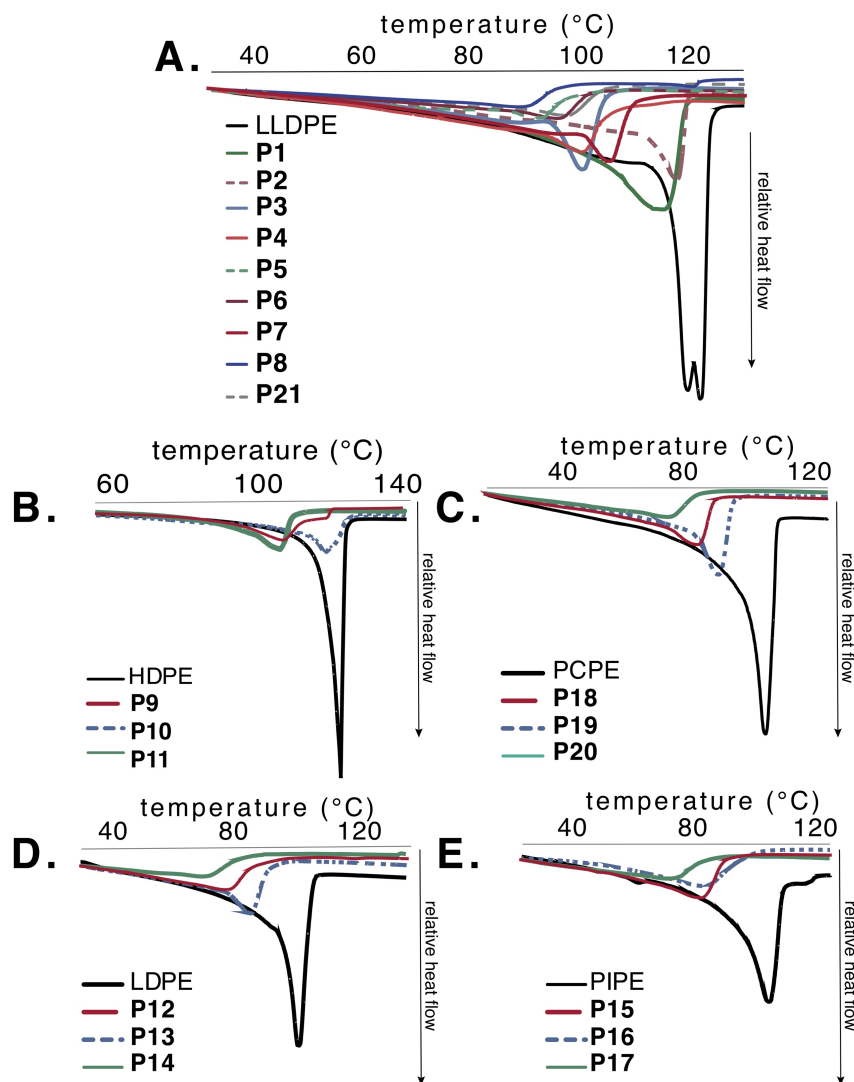 temperature (°C)
A.
40 60 80 100 120
LLDPE
P1
P2
P3
P4
P5
P6
P7
P8
P21
relative heat flow
temperature (°C)
B.
60 100 140
HDPE
P9
P10
P11
relative heat flow
temperature (°C)
C.
40 80 120
PCPE
P18
P19
P20
relative heat flow
temperature (°C)
D.
40 80 120
LDPE
P12
P13
P14
relative heat flow
temperature (°C)
E.
40 80 120
PIPE
P15
P16
P17
relative heat flow